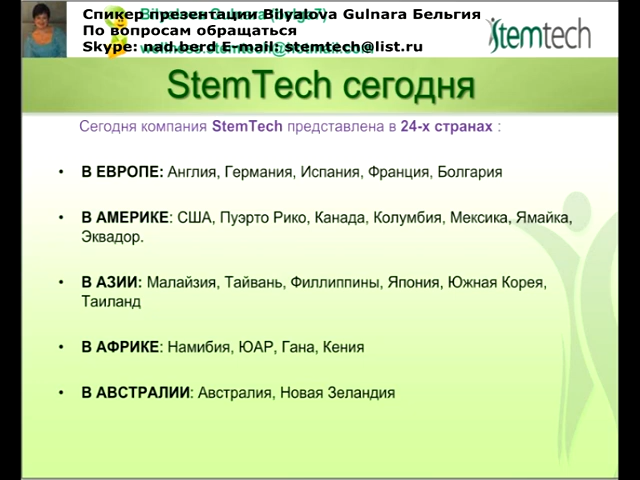 Спикер презентации Bilyalova Gulnara Бельгия
По вопросам обращаться
Skype: nad.berd E-mail: stemtech@list.ru
Stemtech
StemTech сегодня
Сегодня компания StemTech представлена в 24-х странах :
• В ЕВРОПЕ: Англия, Германия, Испания, Франция, Болгария
• В АМЕРИКЕ: США, Пуэрто Рико, Канада, Колумбия, Мексика, Ямайка,
Эквадор.
• В АЗИИ: Малайзия, Тайвань, Филлиппины, Япония, Южная Корея,
Таиланд
• В АФРИКЕ: Намибия, ЮАР, Гана, Кения
• В АВСТРАЛИИ: Австралия, Новая Зеландия